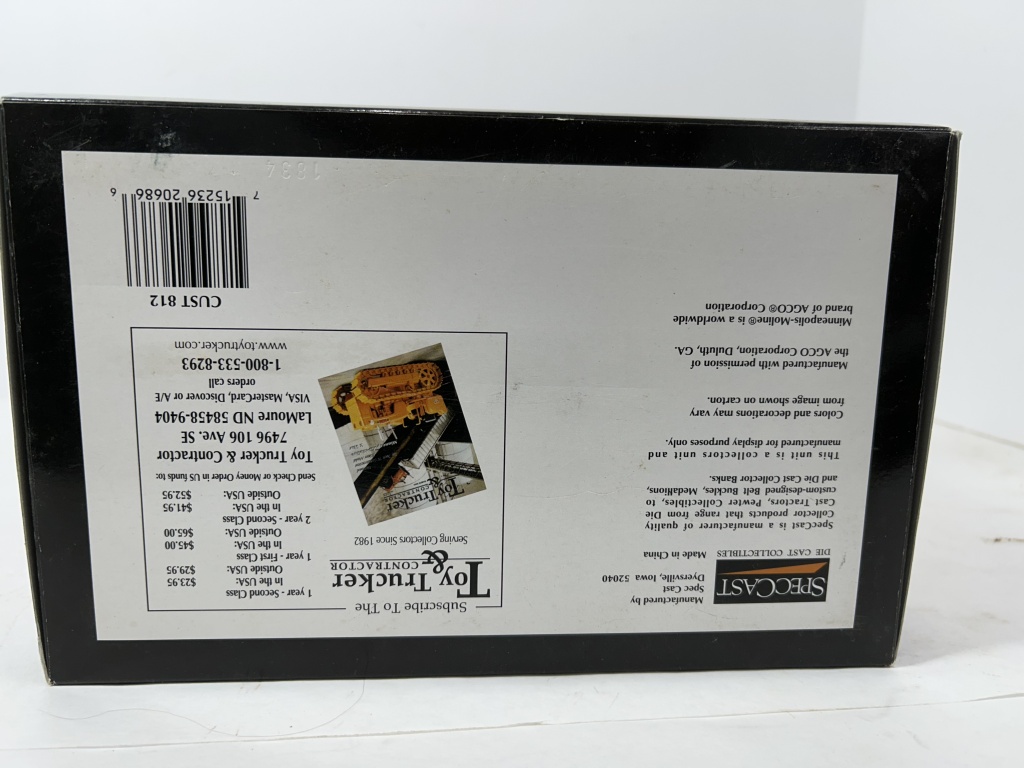 SPECCAST
DIE CAST COLLECTIBLES
Manufactured by
Spec Cast
Dyersville, Iowa 52040
Made in China
SpecCast is a manufacturer of quality
Collector products that range from Die
Cast Tractors, Pewter Collectibles, to
custom-designed Belt Buckles, Medallions,
and Die Cast Collector Banks.
This unit is a collectors unit and
manufactured for display purposes only.
Colors and decorations may vary
from image shown on carton.
Manufactured with permission of
the AGCO Corporation, Duluth, GA.
Minneapolis-Moline® is a worldwide
brand of AGCO® Corporation
Subscribe To The
Toy Trucker
& CONTRACTOR
Serving Collectors Since 1982
Toy Trucker
& CONTRACTOR
1 year - Second Class
In the USA: $23.95
Outside USA: $29.95
1 year - First Class
In the USA: $45.00
Outside USA: $65.00
2 year - Second Class
In the USA: $41.95
Outside USA: $52.95
Send Check or Money Order in US funds to:
Toy Trucker & Contractor
7496 106 Ave. SE
LaMoure ND 58458-9404
VISA, MasterCard, Discover or A/E
orders call
1-800-533-8293
www.toytrucker.com
CUST 812
7 15236 20686 6